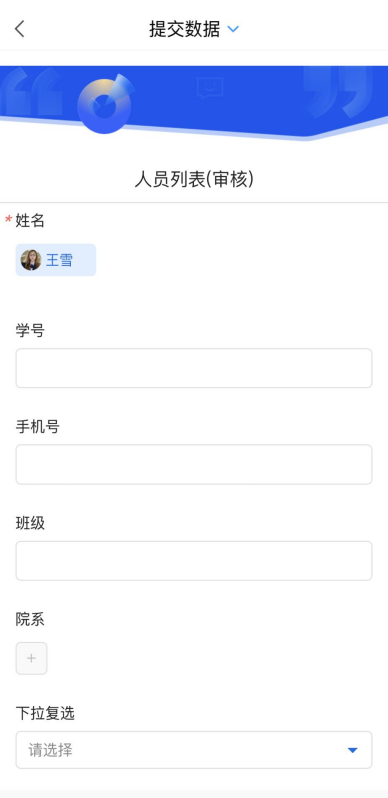 提交数据
人员列表(审核)
*姓名
王雪
学号
手机号
班级
院系
+
下拉复选
请选择